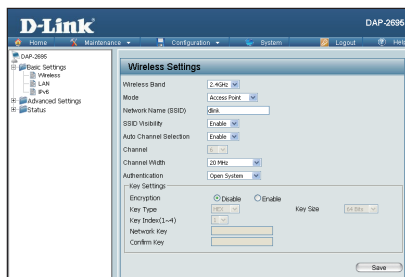 D-Link
DAP-2695
Home Maintenance Configuration System Logout Help
DAP-2695
Basic Settings
Wireless
LAN
IPv6
Advanced Settings
Status
Wireless Settings
Wireless Band 2.4GHz
Mode Access Point
Network Name (SSID) dlink
SSID Visibility Enable
Auto Channel Selection Enable
Channel 6
Channel Width 20 MHz
Authentication Open System
Key Settings
Encryption Disable Enable
Key Type HEX Key Size 64 Bits
Key Index(1~4)
Network Key
Confirm Key
Save